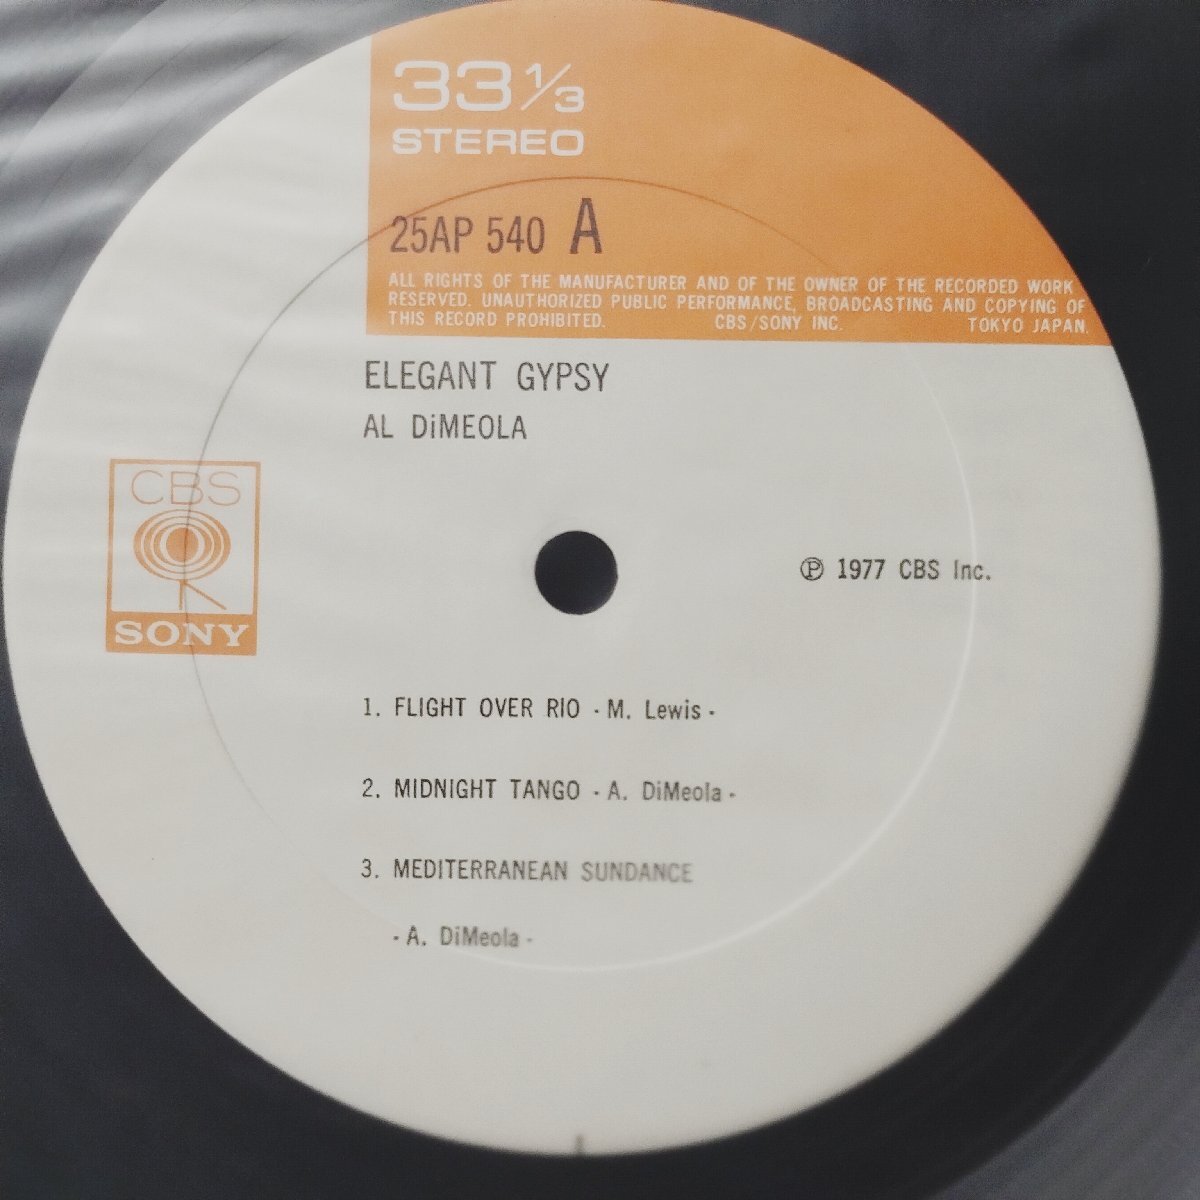 33 1/3
STEREO
25AP 540 A
ALL RIGHTS OF THE MANUFACTURER AND OF THE OWNER OF THE RECORDED WORK
RESERVED. UNAUTHORIZED PUBLIC PERFORMANCE, BROADCASTING AND COPYING OF
THIS RECORD PROHIBITED. CBS/SONY INC. TOKYO JAPAN.
ELEGANT GYPSY
AL DiMEOLA
CBS
SONY
℗ 1977 CBS Inc.
1. FLIGHT OVER RIO - M. Lewis -
2. MIDNIGHT TANGO - A. DiMeola -
3. MEDITERRANEAN SUNDANCE
- A. DiMeola -